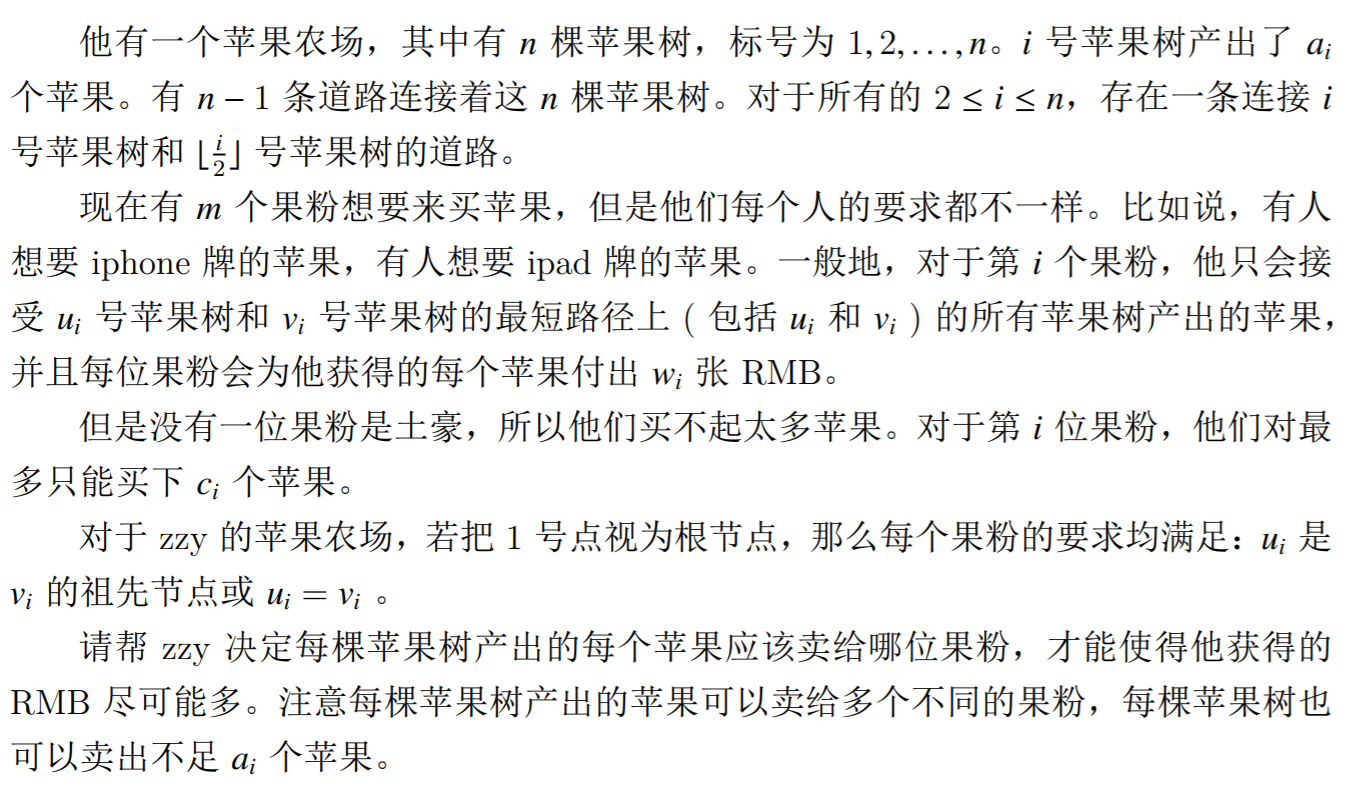 他有一个苹果农场，其中有 n 棵苹果树，标号为 1, 2, . . . , n。i 号苹果树产出了 a_i
个苹果。有 n − 1 条道路连接着这 n 棵苹果树。对于所有的 2 ≤ i ≤ n，存在一条连接 i
号苹果树和 ⌊i/2⌋ 号苹果树的道路。
现在有 m 个果粉想要来买苹果，但是他们每个人的要求都不一样。比如说，有人
想要 iphone 牌的苹果，有人想要 ipad 牌的苹果。一般地，对于第 i 个果粉，他只会接
受 u_i 号苹果树和 v_i 号苹果树的最短路径上 ( 包括 u_i 和 v_i ) 的所有苹果树产出的苹果，
并且每位果粉会为他获得的每个苹果付出 w_i 张 RMB。
但是没有一位果粉是土豪，所以他们买不起太多苹果。对于第 i 位果粉，他们对最
多只能买下 c_i 个苹果。
对于 zzy 的苹果农场，若把 1 号点视为根节点，那么每个果粉的要求均满足：u_i 是
v_i 的祖先节点或 u_i = v_i 。
请帮 zzy 决定每棵苹果树产出的每个苹果应该卖给哪位果粉，才能使得他获得的
RMB 尽可能多。注意每棵苹果树产出的苹果可以卖给多个不同的果粉，每棵苹果树也
可以卖出不足 a_i 个苹果。